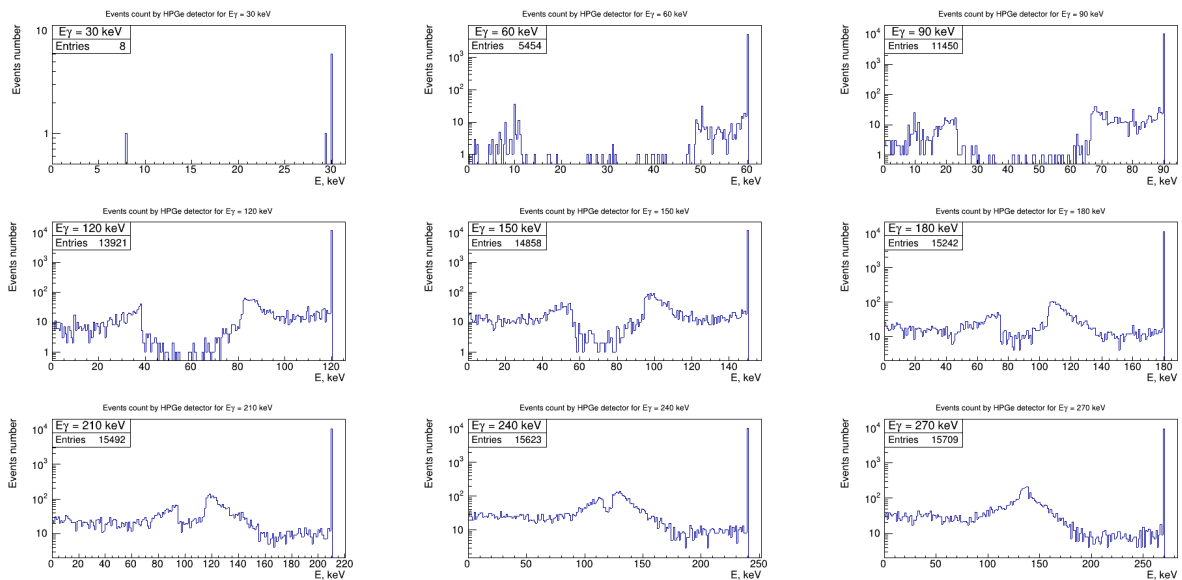 Events count by HPGe detector for Eγ = 30 keV
Events number
10
1
Eγ = 30 keV
Entries 8
0 5 10 15 20 25 30
E, keV
Events count by HPGe detector for Eγ = 60 keV
Events number
10³
10²
10
1
Eγ = 60 keV
Entries 5454
0 10 20 30 40 50 60
E, keV
Events count by HPGe detector for Eγ = 90 keV
Events number
10⁴
10³
10²
10
1
Eγ = 90 keV
Entries 11450
0 10 20 30 40 50 60 70 80 90
E, keV
Events count by HPGe detector for Eγ = 120 keV
Events number
10⁴
10³
10²
10
1
Eγ = 120 keV
Entries 13921
0 20 40 60 80 100 120
E, keV
Events count by HPGe detector for Eγ = 150 keV
Events number
10⁴
10³
10²
10
1
Eγ = 150 keV
Entries 14858
0 20 40 60 80 100 120 140
E, keV
Events count by HPGe detector for Eγ = 180 keV
Events number
10⁴
10³
10²
10
Eγ = 180 keV
Entries 15242
0 20 40 60 80 100 120 140 160 180
E, keV
Events count by HPGe detector for Eγ = 210 keV
Events number
10⁴
10³
10²
10
Eγ = 210 keV
Entries 15492
0 20 40 60 80 100 120 140 160 180 200 220
E, keV
Events count by HPGe detector for Eγ = 240 keV
Events number
10⁴
10³
10²
10
Eγ = 240 keV
Entries 15623
0 50 100 150 200 250
E, keV
Events count by HPGe detector for Eγ = 270 keV
Events number
10⁴
10³
10²
10
Eγ = 270 keV
Entries 15709
0 50 100 150 200 250
E, keV